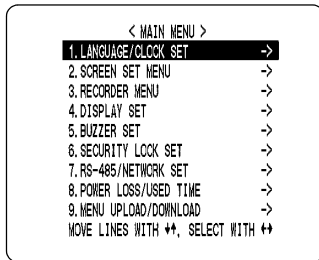 < MAIN MENU >
1. LANGUAGE/CLOCK SET ->
2. SCREEN SET MENU ->
3. RECORDER MENU ->
4. DISPLAY SET ->
5. BUZZER SET ->
6. SECURITY LOCK SET ->
7. RS-485/NETWORK SET ->
8. POWER LOSS/USED TIME ->
9. MENU UPLOAD/DOWNLOAD ->
MOVE LINES WITH ↓↑, SELECT WITH ↔